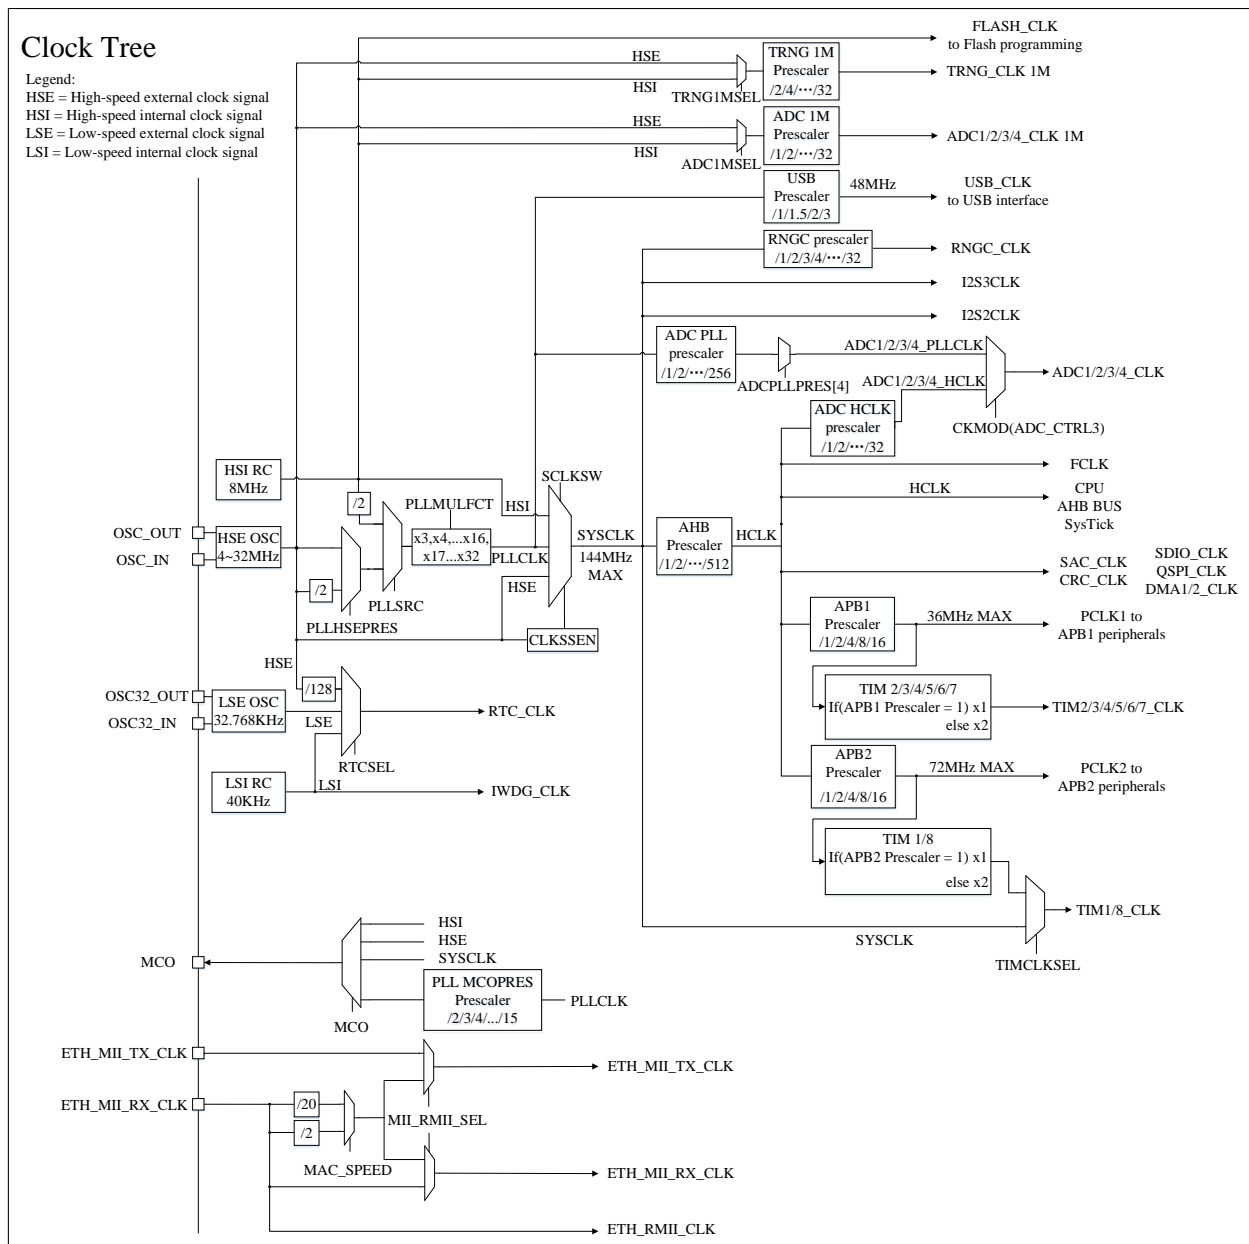 Clock Tree
Legend:
HSE = High-speed external clock signal
HSI = High-speed internal clock signal
LSE = Low-speed external clock signal
LSI = Low-speed internal clock signal
FLASH_CLK
to Flash programming
HSE
HSI
TRNG1MSEL
TRNG 1M
Prescaler
/2/4/···/32
TRNG_CLK 1M
HSE
HSI
ADC1MSEL
ADC 1M
Prescaler
/1/2/···/32
ADC1/2/3/4_CLK 1M
USB
Prescaler
/1/1.5/2/3
48MHz
USB_CLK
to USB interface
RNGC prescaler
/1/2/3/4/···/32
RNGC_CLK
I2S3CLK
I2S2CLK
ADC PLL
prescaler
/1/2/···/256
ADCPLLPRES[4]
ADC1/2/3/4_PLLCLK
ADC1/2/3/4_HCLK
ADC1/2/3/4_CLK
CKMOD(ADC_CTRL3)
ADC HCLK
prescaler
/1/2/···/32
HSI RC
8MHz
/2
PLLMULFCT
HSI
SCLKSW
FCLK
HCLK
CPU
AHB BUS
SysTick
OSC_OUT
OSC_IN
HSE OSC
4~32MHz
/2
PLLHSEPRES
PLLSRC
x3,x4,...x16,
x17...x32
PLLCLK
HSE
SYSCLK
144MHz
MAX
CLKSSEN
AHB
Prescaler
/1/2/···/512
HCLK
SAC_CLK
CRC_CLK
SDIO_CLK
QSPI_CLK
DMA1/2_CLK
APB1
Prescaler
/1/2/4/8/16
36MHz MAX
PCLK1 to
APB1 peripherals
HSE
/128
OSC32_OUT
OSC32_IN
LSE OSC
32.768KHz
LSE
RTC_CLK
RTCSEL
TIM 2/3/4/5/6/7
If(APB1 Prescaler = 1) x1
else x2
TIM2/3/4/5/6/7_CLK
LSI RC
40KHz
LSI
IWDG_CLK
APB2
Prescaler
/1/2/4/8/16
72MHz MAX
PCLK2 to
APB2 peripherals
TIM 1/8
If(APB2 Prescaler = 1) x1
else x2
TIM1/8_CLK
SYSCLK
TIMCLKSEL
HSI
HSE
SYSCLK
MCO
PLL MCOPRES
Prescaler
/2/3/4/.../15
PLLCLK
MCO
ETH_MII_TX_CLK
ETH_MII_TX_CLK
ETH_MII_RX_CLK
/20
/2
MII_RMII_SEL
MAC_SPEED
ETH_MII_RX_CLK
ETH_RMII_CLK